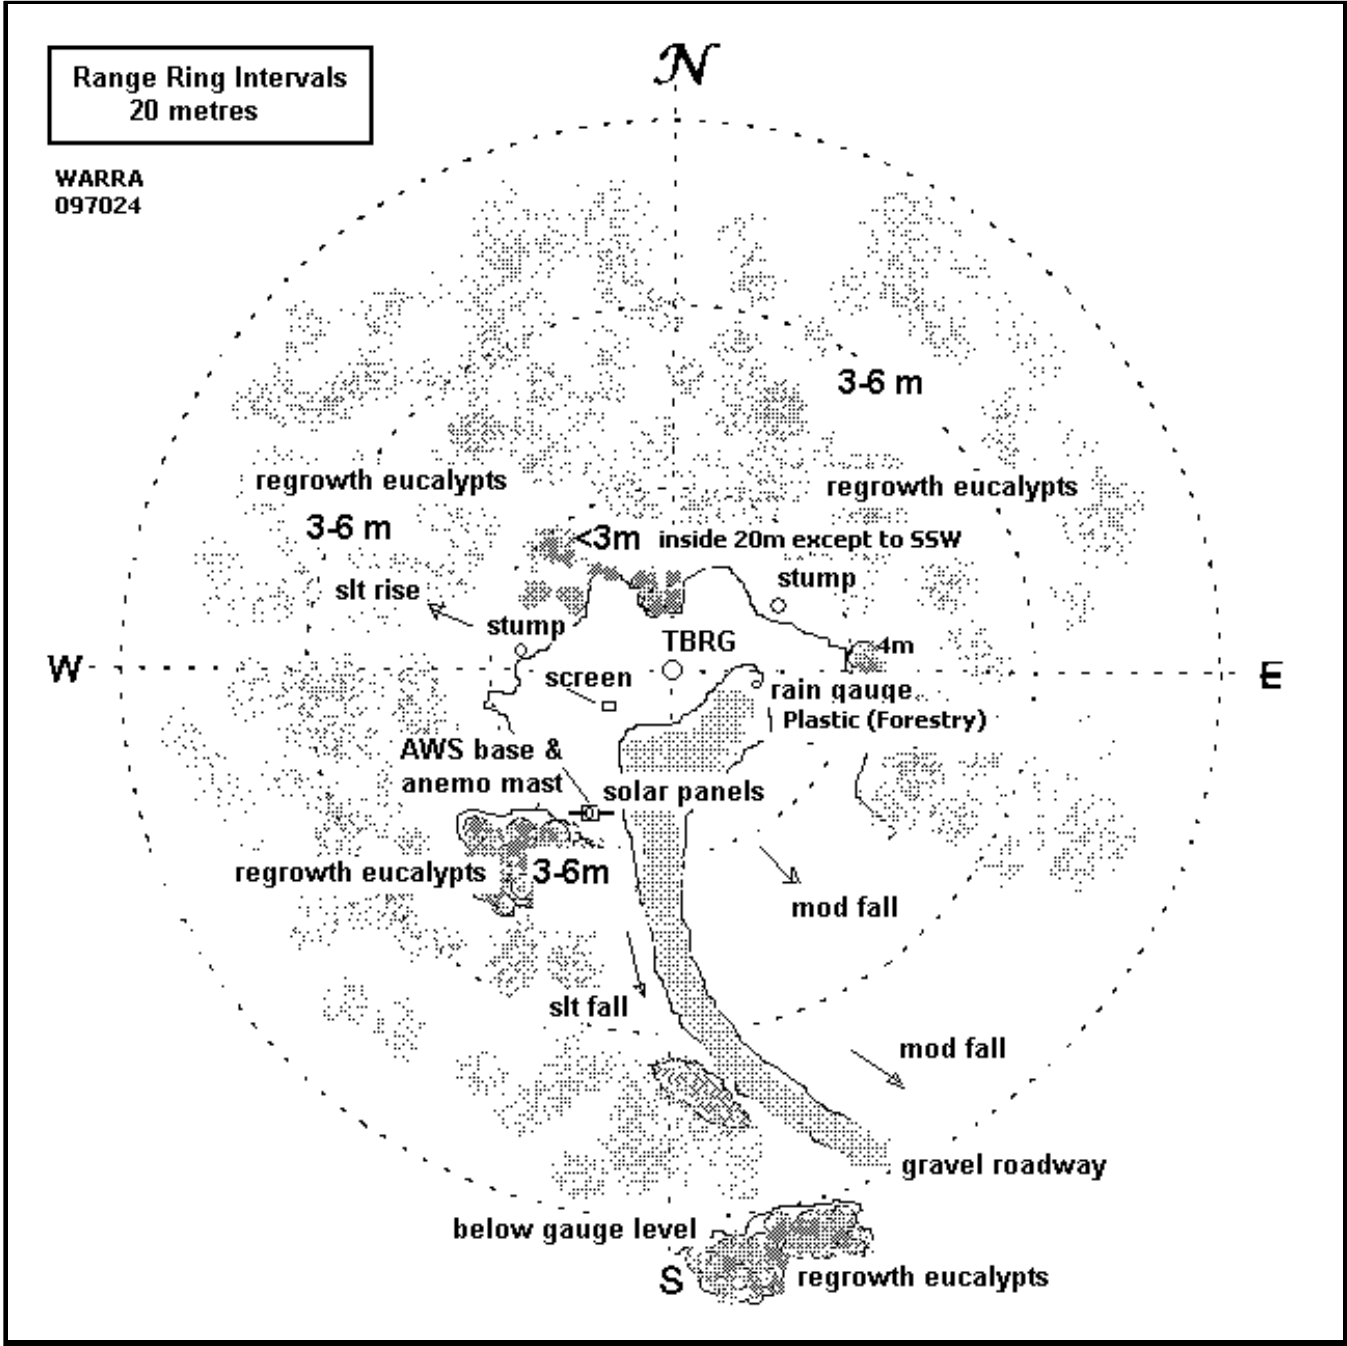 N
Range Ring Intervals
20 metres
WARRA
097024
3-6 m
regrowth eucalypts
regrowth eucalypts
3-6 m
<3m inside 20m except to SSW
stump
slt rise
stump
TBRG
4m
W
E
screen
rain gauge
Plastic (Forestry)
AWS base &
anemo mast
solar panels
regrowth eucalypts
3-6m
mod fall
slt fall
mod fall
gravel roadway
below gauge level
S
regrowth eucalypts